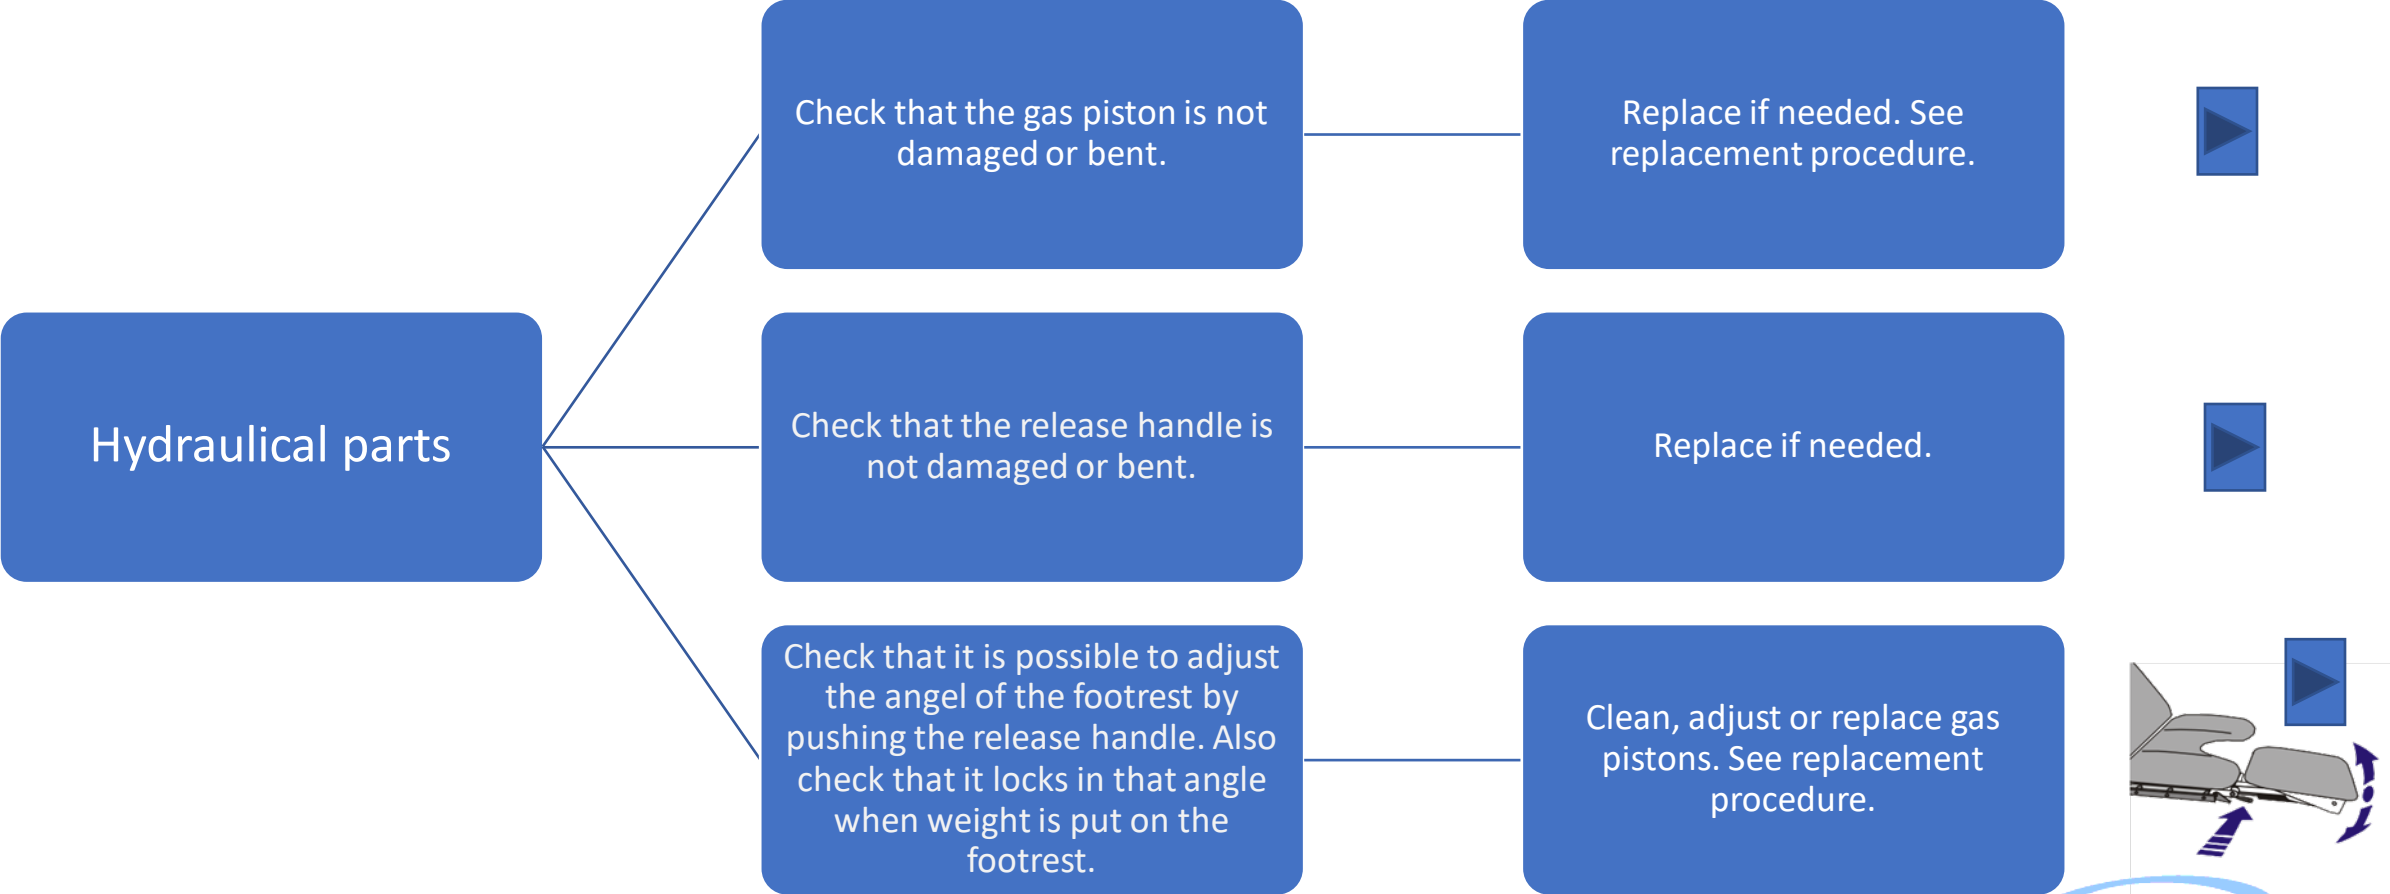 Hydraulical parts
Check that the gas piston is not
damaged or bent.
Replace if needed. See
replacement procedure.
Check that the release handle is
not damaged or bent.
Replace if needed.
Check that it is possible to adjust
the angel of the footrest by
pushing the release handle. Also
check that it locks in that angle
when weight is put on the
footrest.
Clean, adjust or replace gas
pistons. See replacement
procedure.